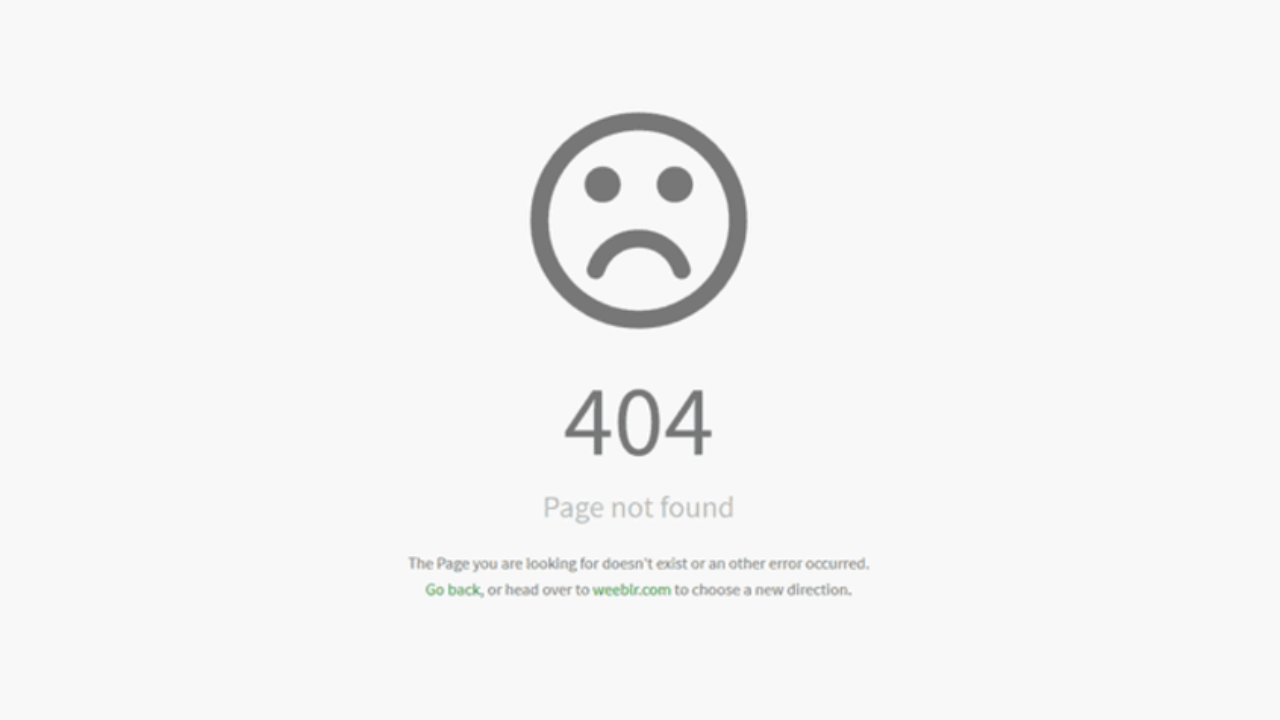 404
Page not found
The Page you are looking for doesn't exist or an other error occurred.
Go back, or head over to weeblr.com to choose a new direction.